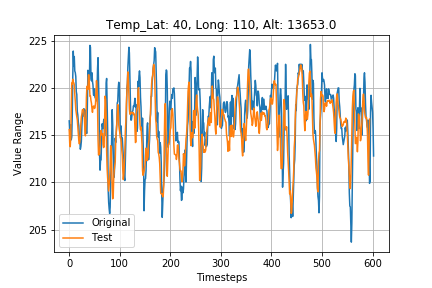 Temp_Lat: 40, Long: 110, Alt: 13653.0
225
220
215
210
205
Value Range
Original
Test
0 100 200 300 400 500 600
Timesteps